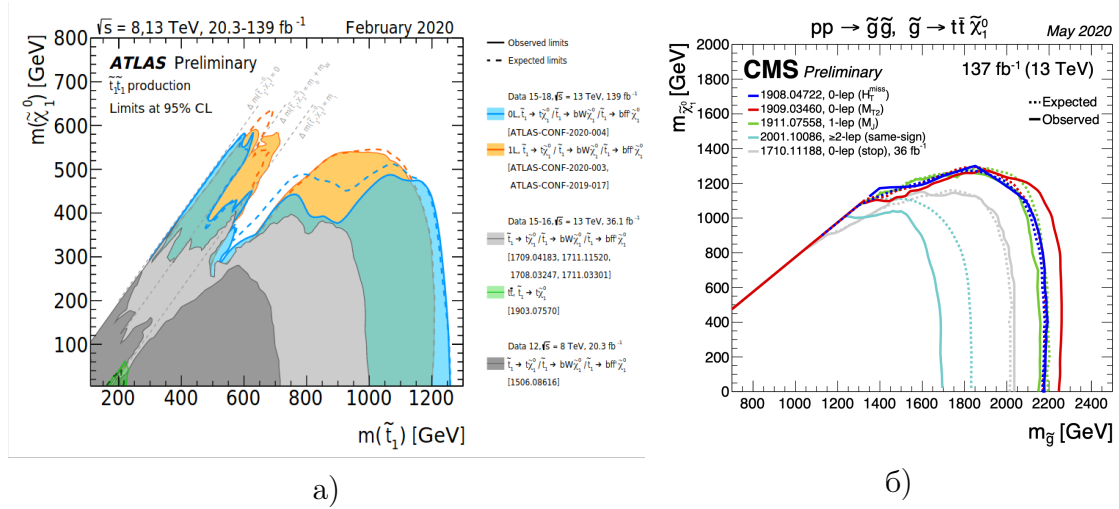 √s = 8,13 TeV, 20.3-139 fb⁻¹ February 2020
ATLAS Preliminary
t̃₁t̃₁ production
Limits at 95% CL
Δ m(t̃₁,χ̃₁⁰) = 0
Δ m(t̃₁,χ̃₁⁰) = m_b + m_W
Δ m(t̃₁,χ̃₁⁰) = m_t
m(χ̃₁⁰) [GeV]
800
700
600
500
400
300
200
100
200 400 600 800 1000 1200
m(t̃₁) [GeV]
Observed limits
Expected limits
Data 15-18, √s = 13 TeV, 139 fb⁻¹
0L, t̃₁ → tχ̃₁⁰ / t̃₁ → bWχ̃₁⁰ / t̃₁ → bff'χ̃₁⁰
[ATLAS-CONF-2020-004]
1L, t̃₁ → tχ̃₁⁰ / t̃₁ → bWχ̃₁⁰ / t̃₁ → bff'χ̃₁⁰
[ATLAS-CONF-2020-003,
ATLAS-CONF-2019-017]
Data 15-16, √s = 13 TeV, 36.1 fb⁻¹
t̃₁ → tχ̃₁⁰ / t̃₁ → bWχ̃₁⁰ / t̃₁ → bff'χ̃₁⁰
[1709.04183, 1711.11520,
1708.03247, 1711.03301]
tt̄, t̃₁ → tχ̃₁⁰
[1903.07570]
Data 12, √s = 8 TeV, 20.3 fb⁻¹
t̃₁ → tχ̃₁⁰ / t̃₁ → bWχ̃₁⁰ / t̃₁ → bff'χ̃₁⁰
[1506.08616]
а)
pp → g̃g̃, g̃ → tt̄ χ̃₁⁰ May 2020
CMS Preliminary 137 fb⁻¹ (13 TeV)
1908.04722, 0-lep (H_T^miss)
1909.03460, 0-lep (M_T2)
1911.07558, 1-lep (M_J)
2001.10086, ≥2-lep (same-sign)
1710.11188, 0-lep (stop), 36 fb⁻¹
Expected
Observed
m_χ̃₁⁰ [GeV]
2000
1800
1600
1400
1200
1000
800
600
400
200
0
800 1000 1200 1400 1600 1800 2000 2200 2400
m_g̃ [GeV]
б)